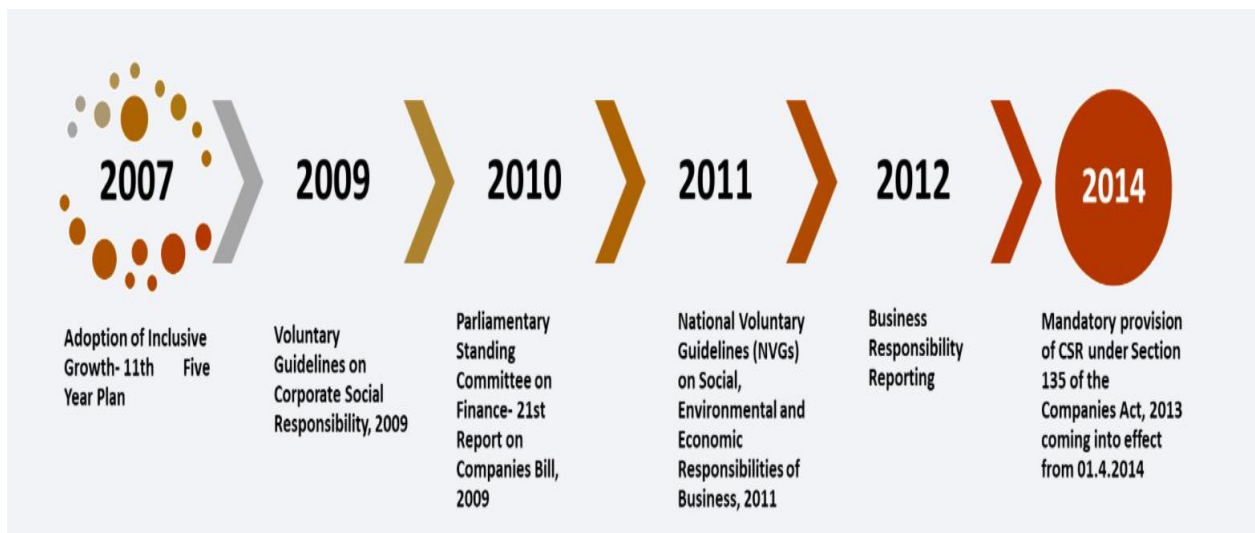 2007
Adoption of Inclusive
Growth- 11th Five
Year Plan
2009
Voluntary
Guidelines on
Corporate Social
Responsibility, 2009
2010
Parliamentary
Standing
Committee on
Finance- 21st
Report on
Companies Bill,
2009
2011
National Voluntary
Guidelines (NVGs)
on Social,
Environmental and
Economic
Responsibilities of
Business, 2011
2012
Business
Responsibility
Reporting
2014
Mandatory provision
of CSR under Section
135 of the
Companies Act, 2013
coming into effect
from 01.4.2014